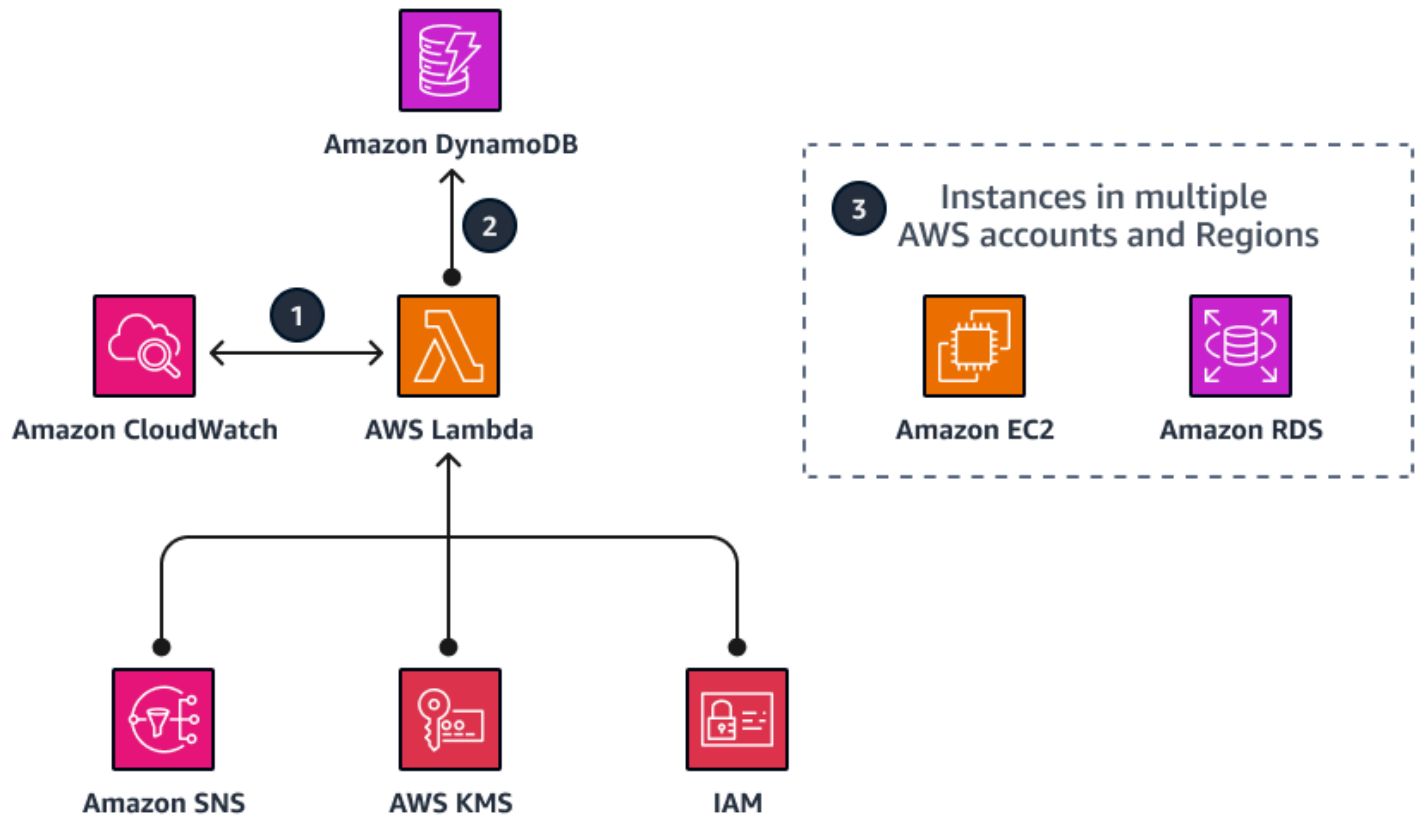 Amazon DynamoDB
2
3
Instances in multiple
AWS accounts and Regions
1
Amazon CloudWatch
AWS Lambda
Amazon EC2
Amazon RDS
Amazon SNS
AWS KMS
IAM